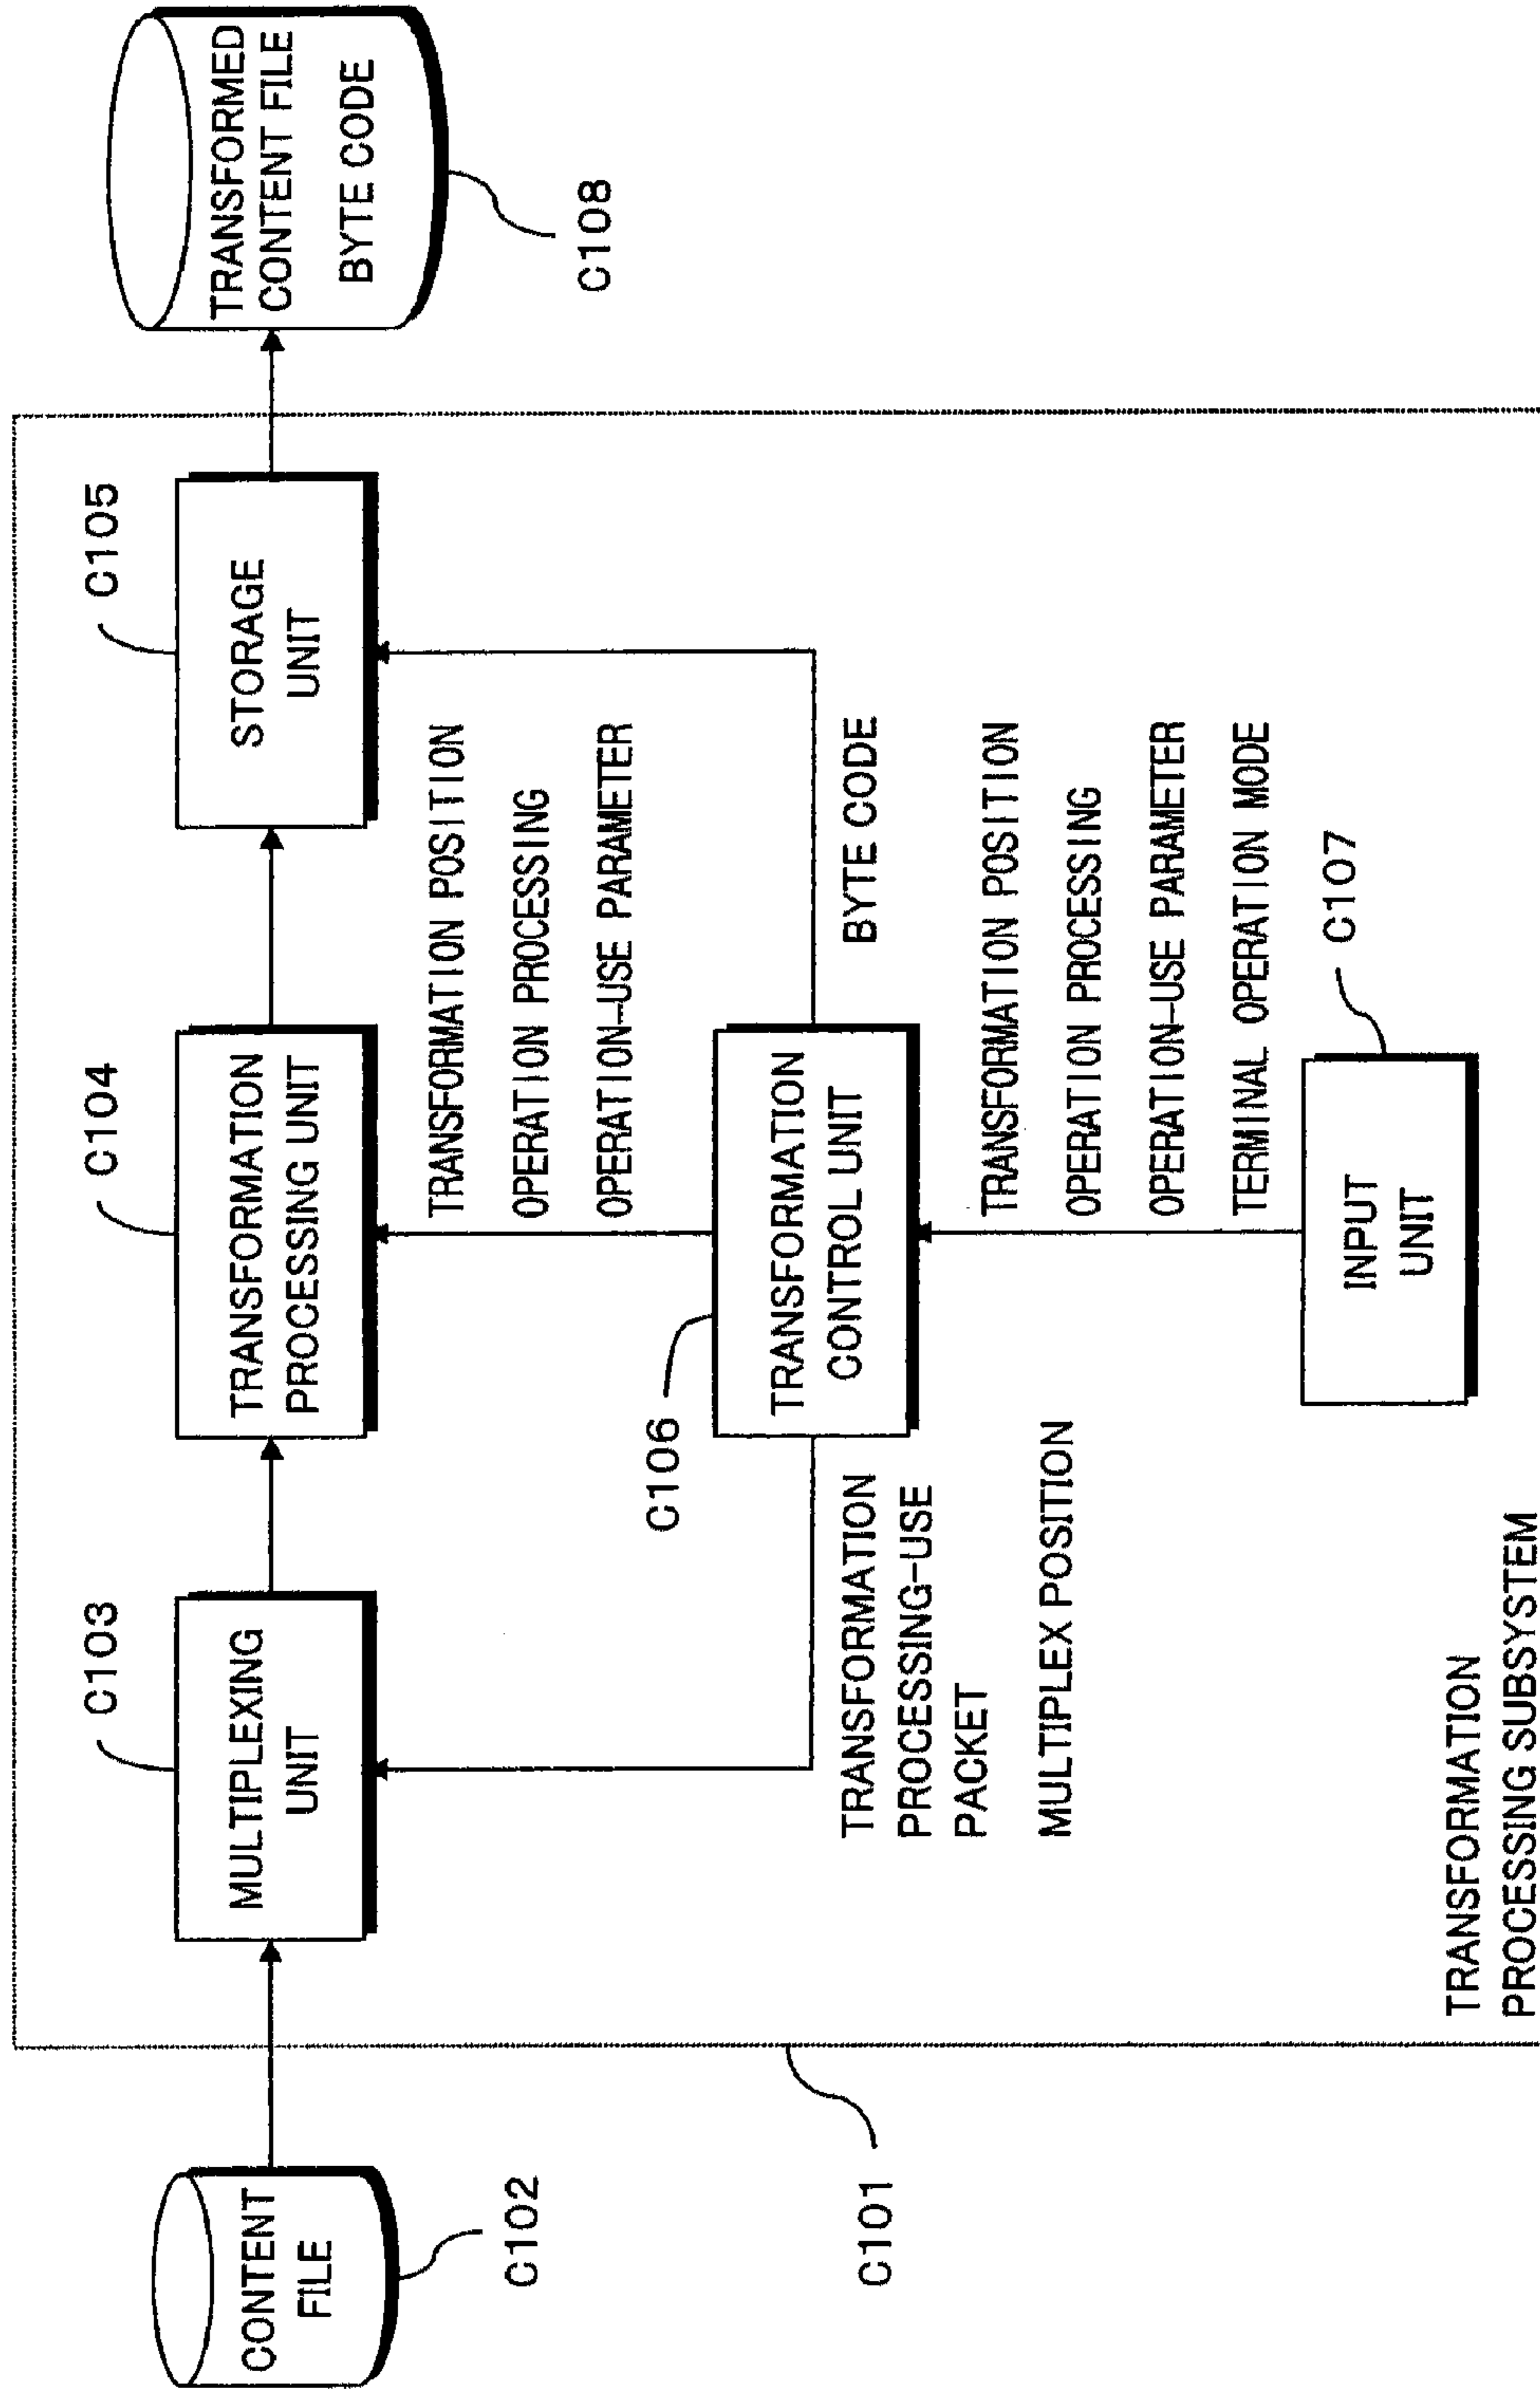 C103
C104
C105
CONTENT
FILE
MULTIPLEXING
UNIT
TRANSFORMATION
PROCESSING UNIT
STORAGE
UNIT
TRANSFORMED
CONTENT FILE
BYTE CODE
C102
C108
TRANSFORMATION POSITION
OPERATION PROCESSING
OPERATION-USE PARAMETER
C106
TRANSFORMATION
CONTROL UNIT
C101
TRANSFORMATION
PROCESSING-USE
PACKET
MULTIPLEX POSITION
BYTE CODE
TRANSFORMATION POSITION
OPERATION PROCESSING
OPERATION-USE PARAMETER
TERMINAL OPERATION MODE
C107
INPUT
UNIT
TRANSFORMATION
PROCESSING SUBSYSTEM